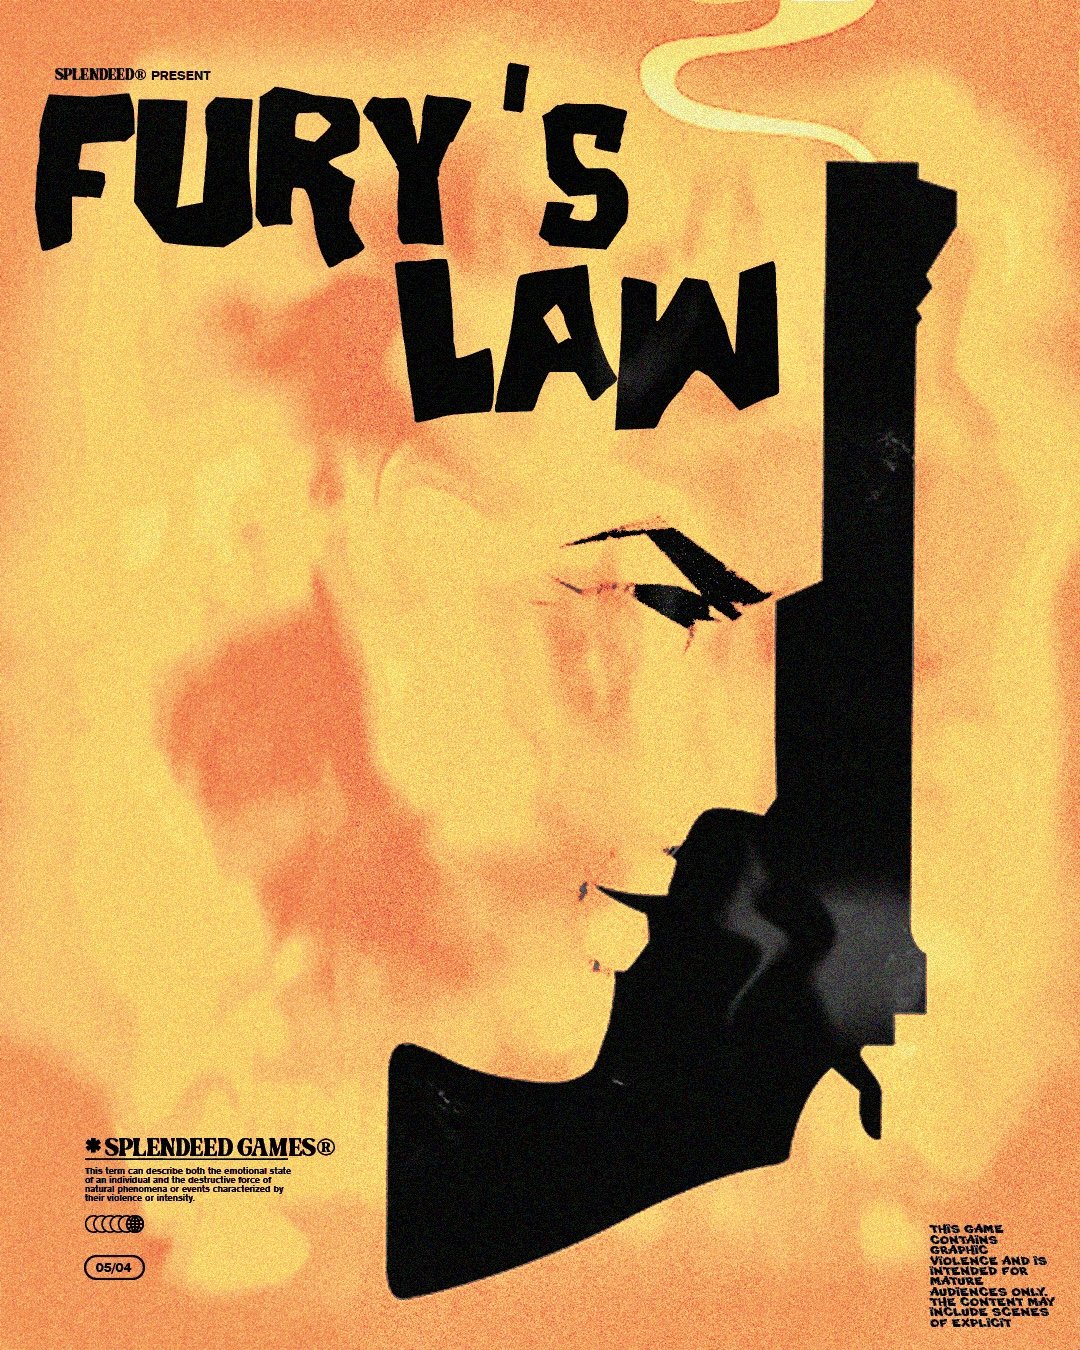 SPLENDEED® PRESENT
FURY'S
LAW
✱ SPLENDEED GAMES®
This term can describe both the emotional state
of an individual and the destructive force of
natural phenomena or events characterized by
their violence or intensity.
05/04
THIS GAME
CONTAINS
GRAPHIC
VIOLENCE AND IS
INTENDED FOR
MATURE
AUDIENCES ONLY.
THE CONTENT MAY
INCLUDE SCENES
OF EXPLICIT